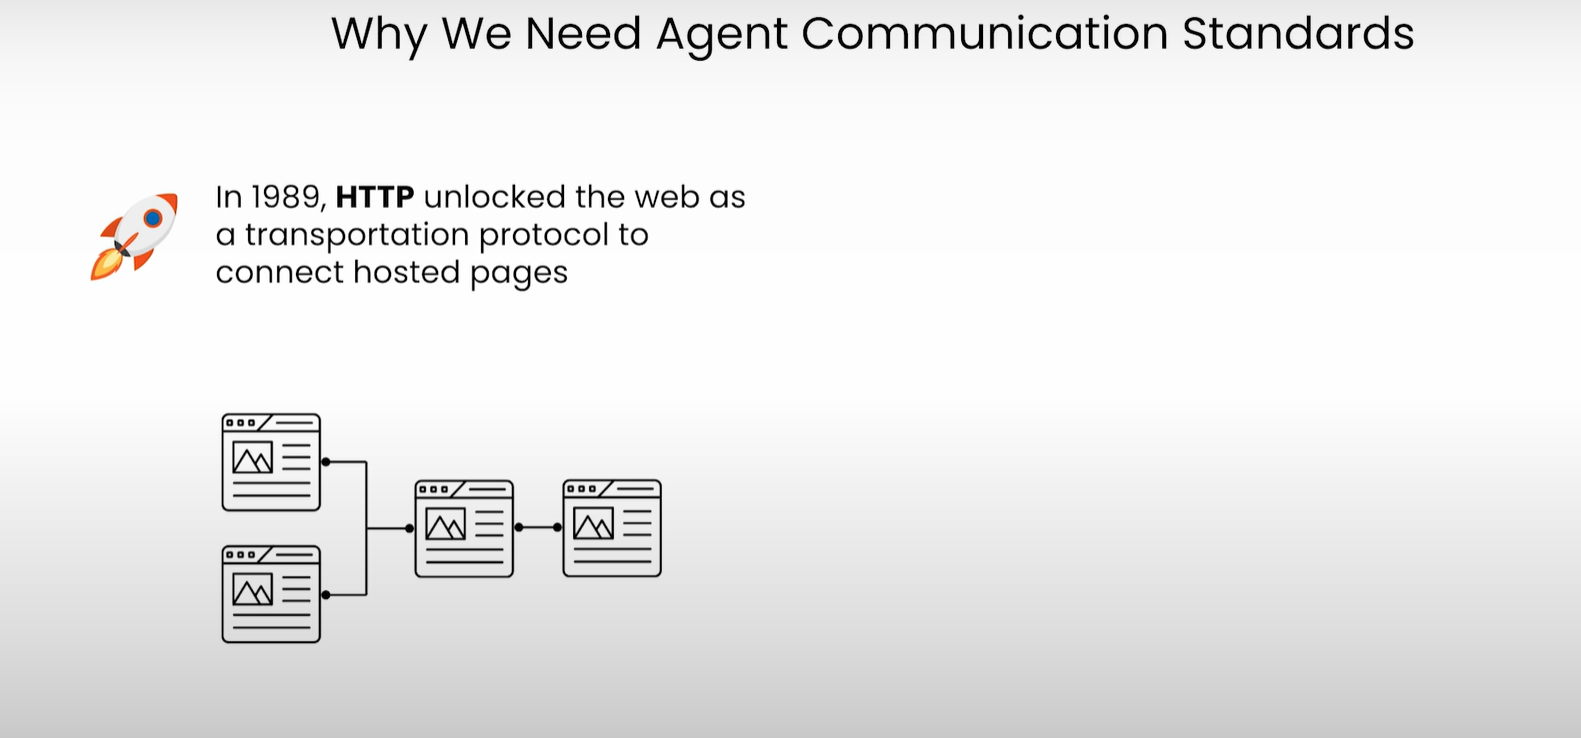 Why We Need Agent Communication Standards
In 1989, HTTP unlocked the web as
a transportation protocol to
connect hosted pages